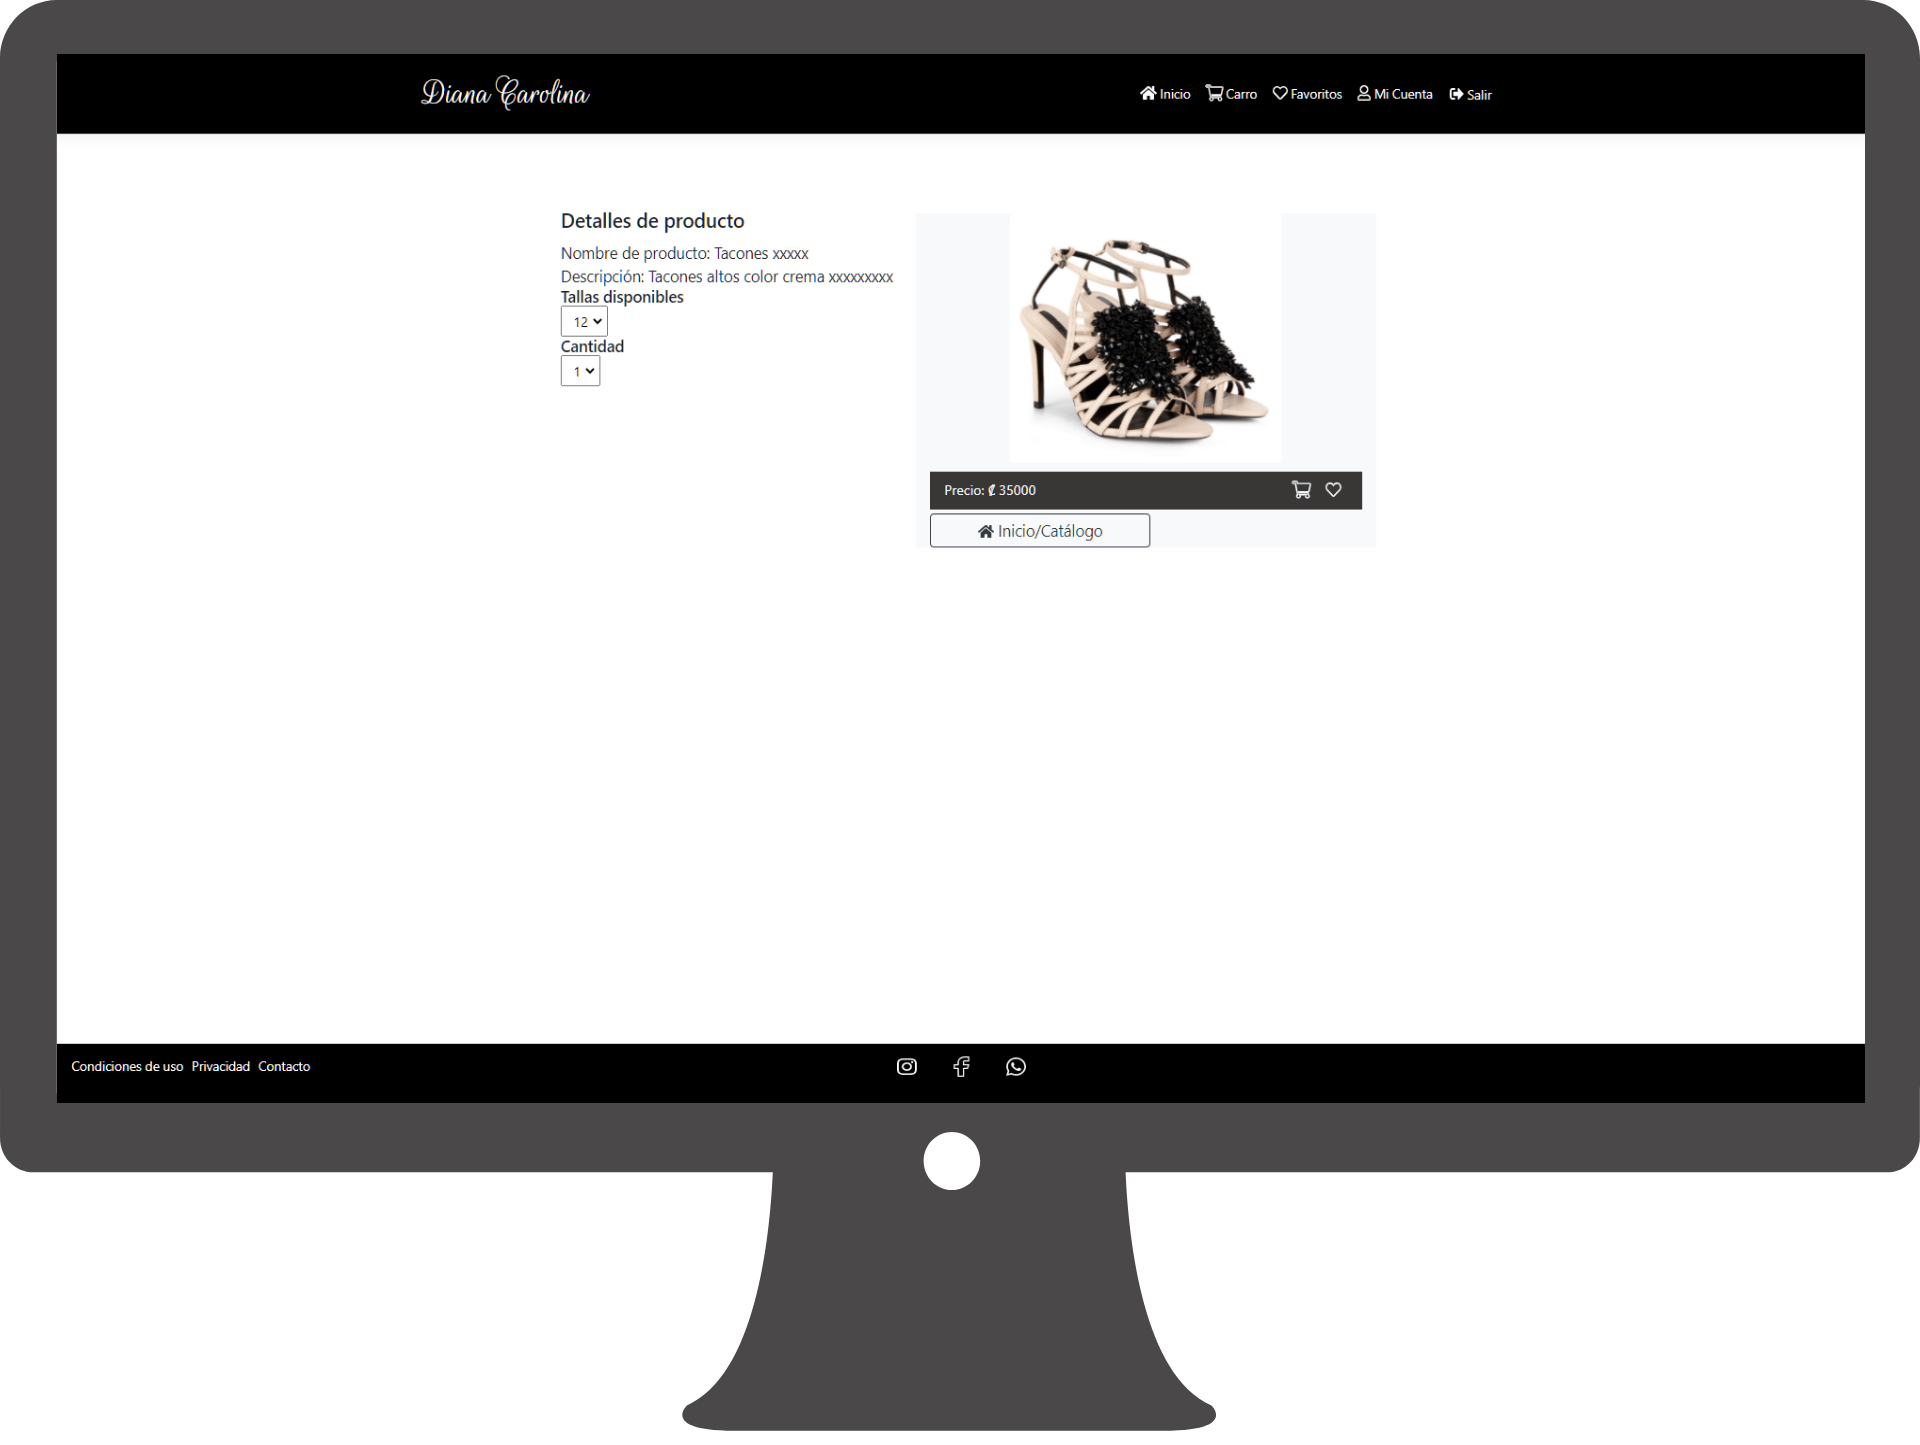 Diana Carolina
Inicio Carro Favoritos Mi Cuenta Salir
Detalles de producto
Nombre de producto: Tacones xxxxx
Descripción: Tacones altos color crema xxxxxxxxx
Tallas disponibles
12
Cantidad
1
Precio: ₡ 35000
Inicio/Catálogo
Condiciones de uso Privacidad Contacto